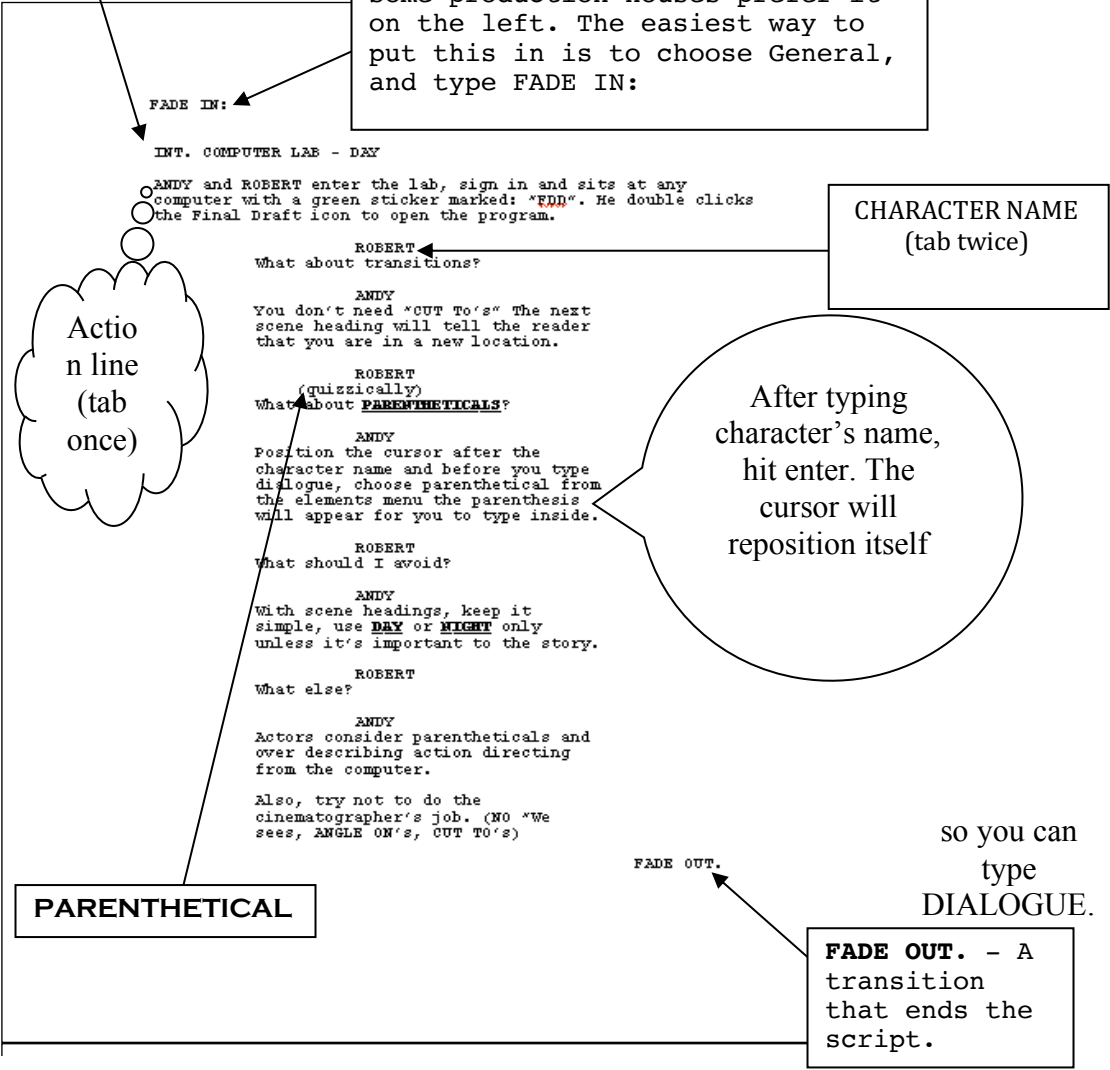 some production houses prefer it
on the left. The easiest way to
put this in is to choose General,
and type FADE IN:
FADE IN:
INT. COMPUTER LAB - DAY
ANDY and ROBERT enter the lab, sign in and sits at any
computer with a green sticker marked: "FDD". He double clicks
the Final Draft icon to open the program.
CHARACTER NAME
(tab twice)
ROBERT
What about transitions?
ANDY
You don't need "CUT To's" The next
scene heading will tell the reader
that you are in a new location.
Actio
n line
(tab
once)
ROBERT
(quizzically)
What about PARENTHETICALS?
ANDY
Position the cursor after the
character name and before you type
dialogue, choose parenthetical from
the elements menu the parenthesis
will appear for you to type inside.
After typing
character's name,
hit enter. The
cursor will
reposition itself
ROBERT
What should I avoid?
ANDY
With scene headings, keep it
simple, use DAY or NIGHT only
unless it's important to the story.
ROBERT
What else?
ANDY
Actors consider parentheticals and
over describing action directing
from the computer.
Also, try not to do the
cinematographer's job. (NO "We
sees, ANGLE ON's, CUT TO's)
so you can
type
DIALOGUE.
FADE OUT.
PARENTHETICAL
FADE OUT. – A
transition
that ends the
script.